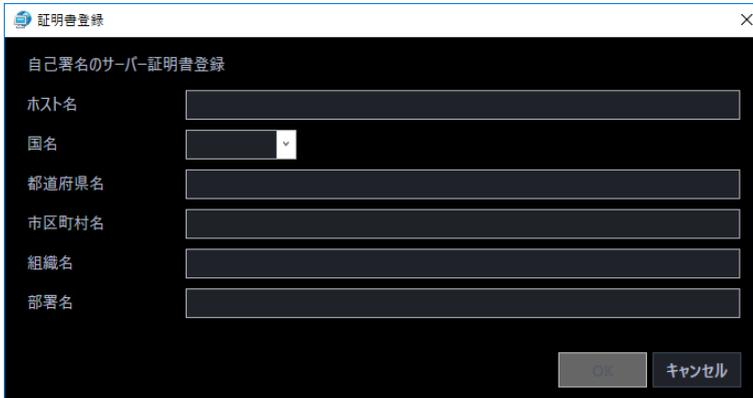 証明書登録
自己署名のサーバー証明書登録
ホスト名
国名
都道府県名
市区町村名
組織名
部署名
OK キャンセル